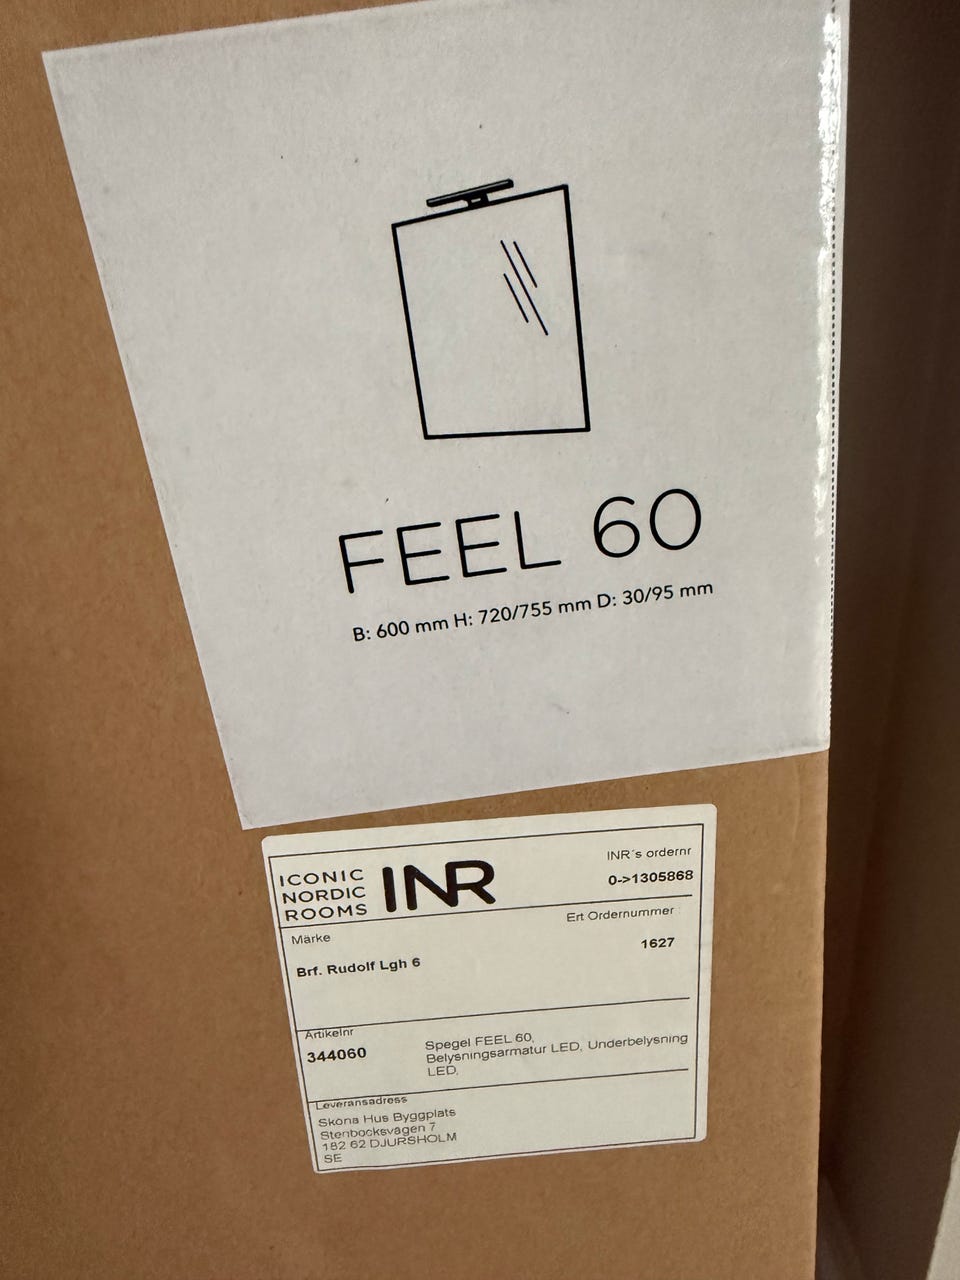 FEEL 60
B: 600 mm H: 720/755 mm D: 30/95 mm
ICONIC
NORDIC
ROOMS
INR
INR´s ordernr
0->1305868
Märke
Ert Ordernummer
Brf. Rudolf Lgh 6
1627
Artikelnr
344060
Spegel FEEL 60,
Belysningsarmatur LED, Underbelysning
LED,
Leveransadress
Sköna Hus Byggplats
Stenbocksvägen 7
182 62 DJURSHOLM
SE